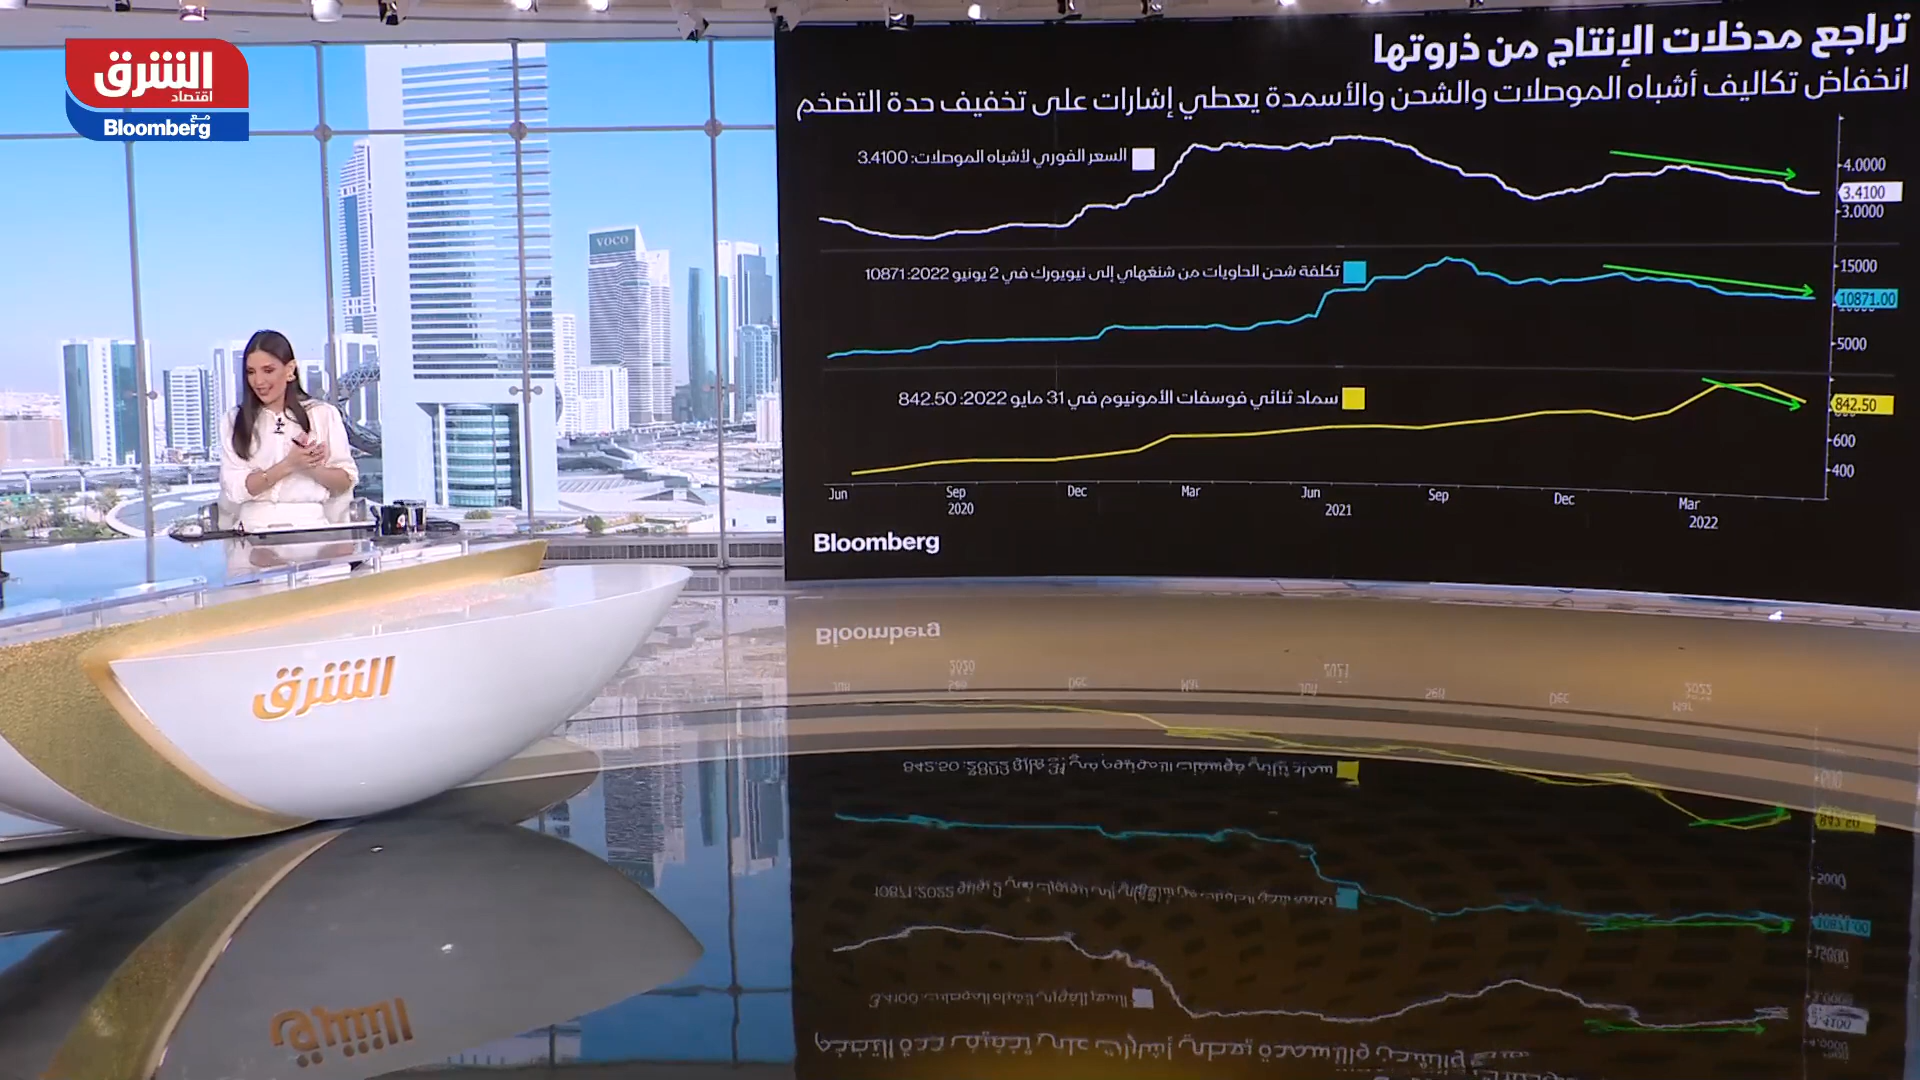 الشرق
اقتصاد
مع
Bloomberg
VOCO
تراجع مدخلات الإنتاج من ذروتها
انخفاض تكاليف أشباه الموصلات والشحن والأسمدة يعطي إشارات على تخفيف حدة التضخم
السعر الفوري لأشباه الموصلات: 3.4100
4.0000
3.4100
3.0000
تكلفة شحن الحاويات من شنغهاي إلى نيويورك في 2 يونيو 2022: 10871
15000
10871.00
5000
سماد ثنائي فوسفات الأمونيوم في 31 مايو 2022: 842.50
842.50
600
400
Jun Sep Dec Mar Jun Sep Dec Mar
2020 2021 2022
Bloomberg
الشرق